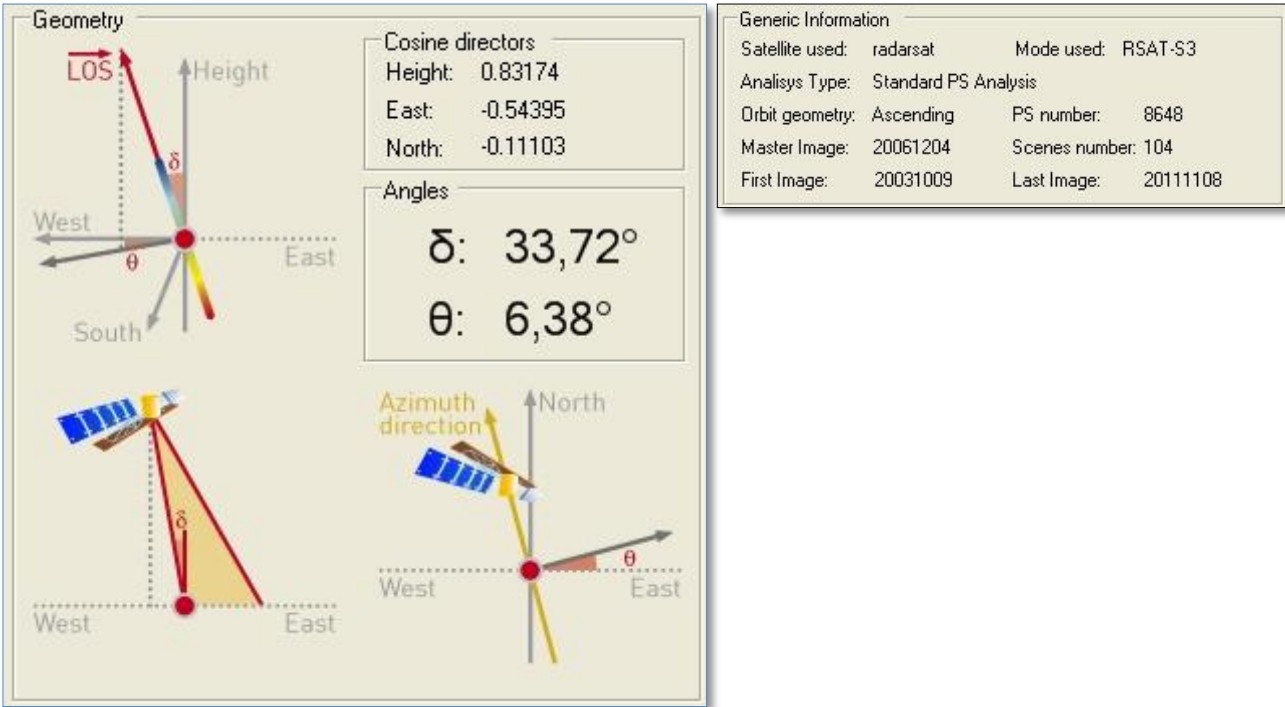 Geometry
LOS
Height
δ
West
θ
East
South
Cosine directors
Height: 0.83174
East: -0.54395
North: -0.11103
Angles
δ: 33,72°
θ: 6,38°
δ
West
East
Azimuth
direction
North
θ
West
East
Generic Information
Satellite used: radarsat Mode used: RSAT-S3
Analisys Type: Standard PS Analysis
Orbit geometry: Ascending PS number: 8648
Master Image: 20061204 Scenes number: 104
First Image: 20031009 Last Image: 20111108